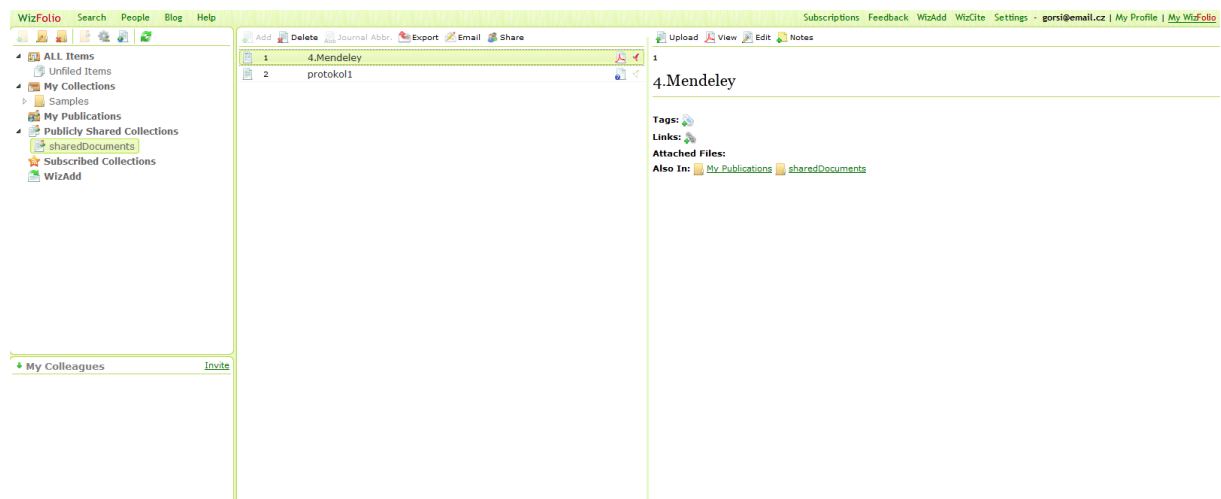 WizFolio Search People Blog Help Subscriptions Feedback WizAdd WizCite Settings - gorsi@email.cz | My Profile | My WizFolio
ALL Items
Unfiled Items
My Collections
Samples
My Publications
Publicly Shared Collections
sharedDocuments
Subscribed Collections
WizAdd
My Colleagues Invite
Add Delete Journal Abbr. Export Email Share
1 4.Mendeley
2 protokol1
Upload View Edit Notes
1
4.Mendeley
Tags:
Links:
Attached Files:
Also In: My Publications sharedDocuments